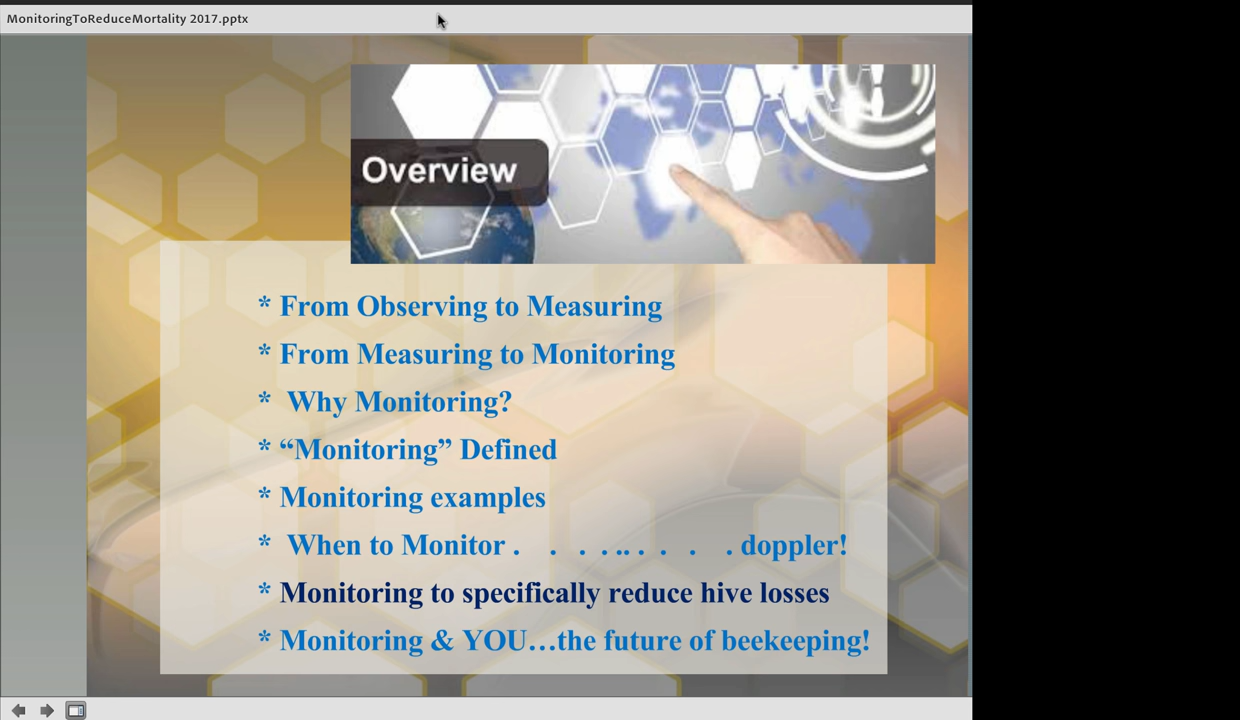 MonitoringToReduceMortality 2017.pptx
Overview
* From Observing to Measuring
* From Measuring to Monitoring
* Why Monitoring?
* “Monitoring” Defined
* Monitoring examples
* When to Monitor . . . . .. . . . . doppler!
* Monitoring to specifically reduce hive losses
* Monitoring & YOU…the future of beekeeping!